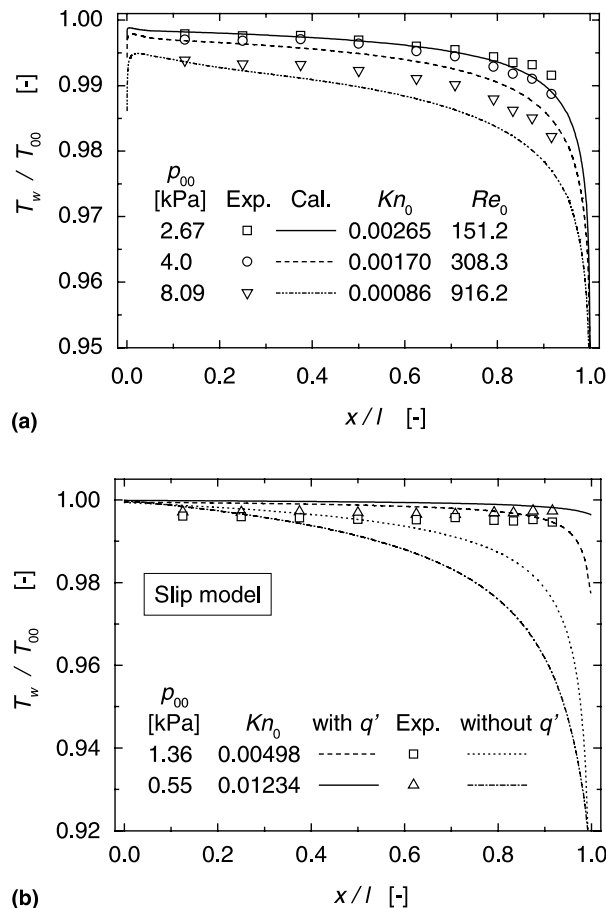 1.00
0.99
0.98
0.97
0.96
0.95
T_w / T_00 [-]
p_00
[kPa] Exp. Cal. Kn_0 Re_0
2.67 0.00265 151.2
4.0 0.00170 308.3
8.09 0.00086 916.2
0.0 0.2 0.4 0.6 0.8 1.0
x / l [-]
(a)
1.00
0.98
0.96
0.94
0.92
T_w / T_00 [-]
Slip model
p_00
[kPa] Kn_0 with q' Exp. without q'
1.36 0.00498
0.55 0.01234
0.0 0.2 0.4 0.6 0.8 1.0
x / l [-]
(b)